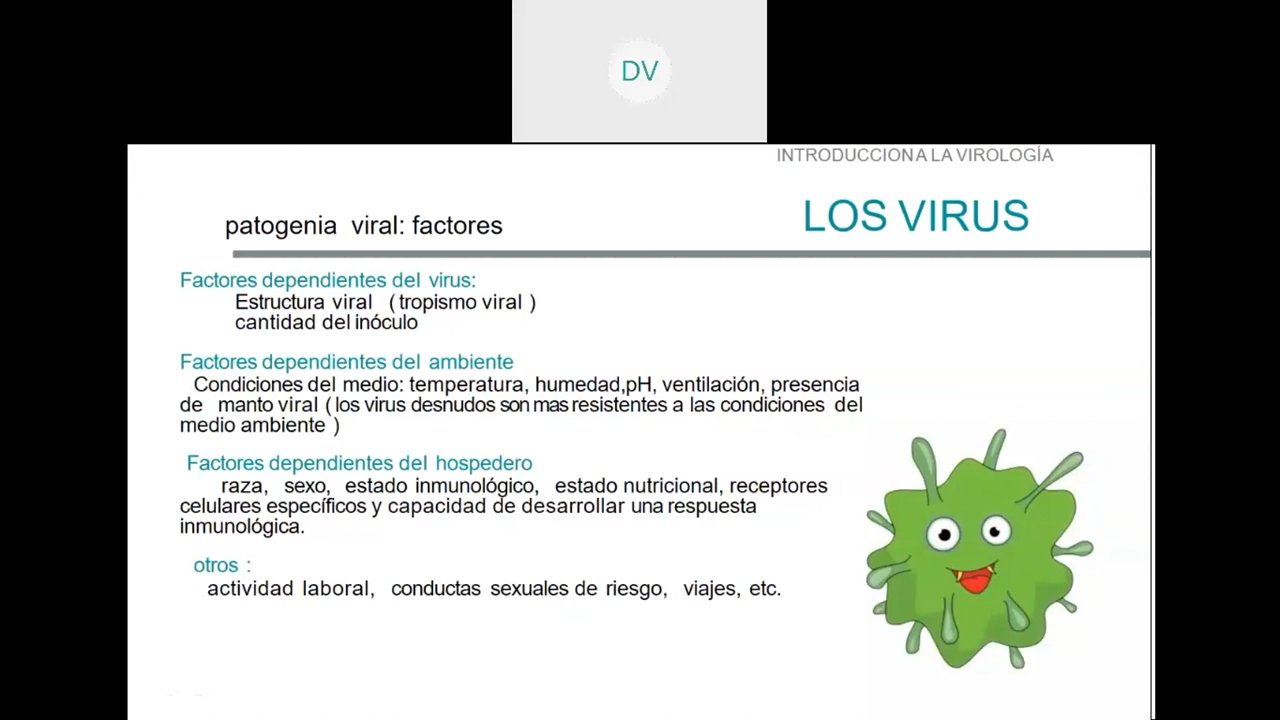 DV
INTRODUCCION A LA VIROLOGÍA
LOS VIRUS
patogenia viral: factores
Factores dependientes del virus:
Estructura viral ( tropismo viral )
cantidad del inóculo
Factores dependientes del ambiente
Condiciones del medio: temperatura, humedad,pH, ventilación, presencia
de manto viral ( los virus desnudos son mas resistentes a las condiciones del
medio ambiente )
Factores dependientes del hospedero
raza, sexo, estado inmunológico, estado nutricional, receptores
celulares específicos y capacidad de desarrollar una respuesta
inmunológica.
otros :
actividad laboral, conductas sexuales de riesgo, viajes, etc.